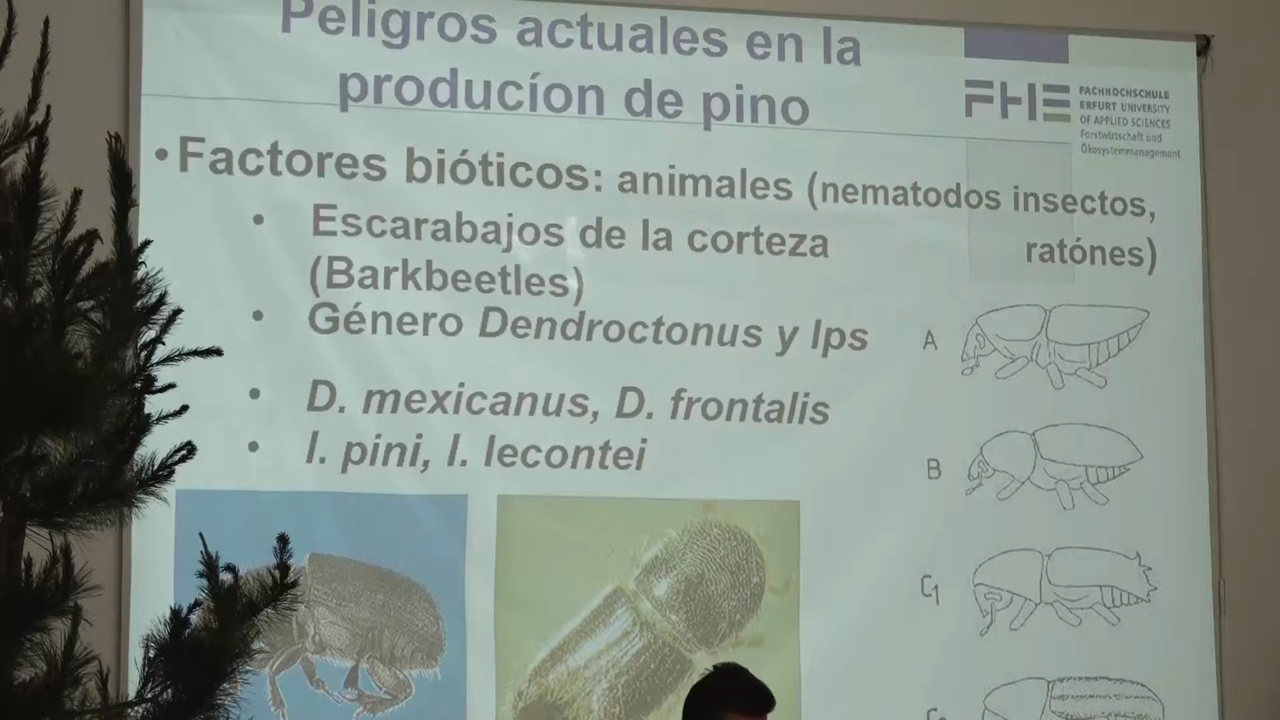 Peligros actuales en la
producíon de pino
FHE
FACHHOCHSCHULE
ERFURT UNIVERSITY
OF APPLIED SCIENCES
Forstwirtschaft und
Ökosystemmanagement
•Factores bióticos: animales (nematodos insectos,
ratónes)
• Escarabajos de la corteza
(Barkbeetles)
• Género Dendroctonus y Ips
• D. mexicanus, D. frontalis
• I. pini, I. lecontei
A
B
C1